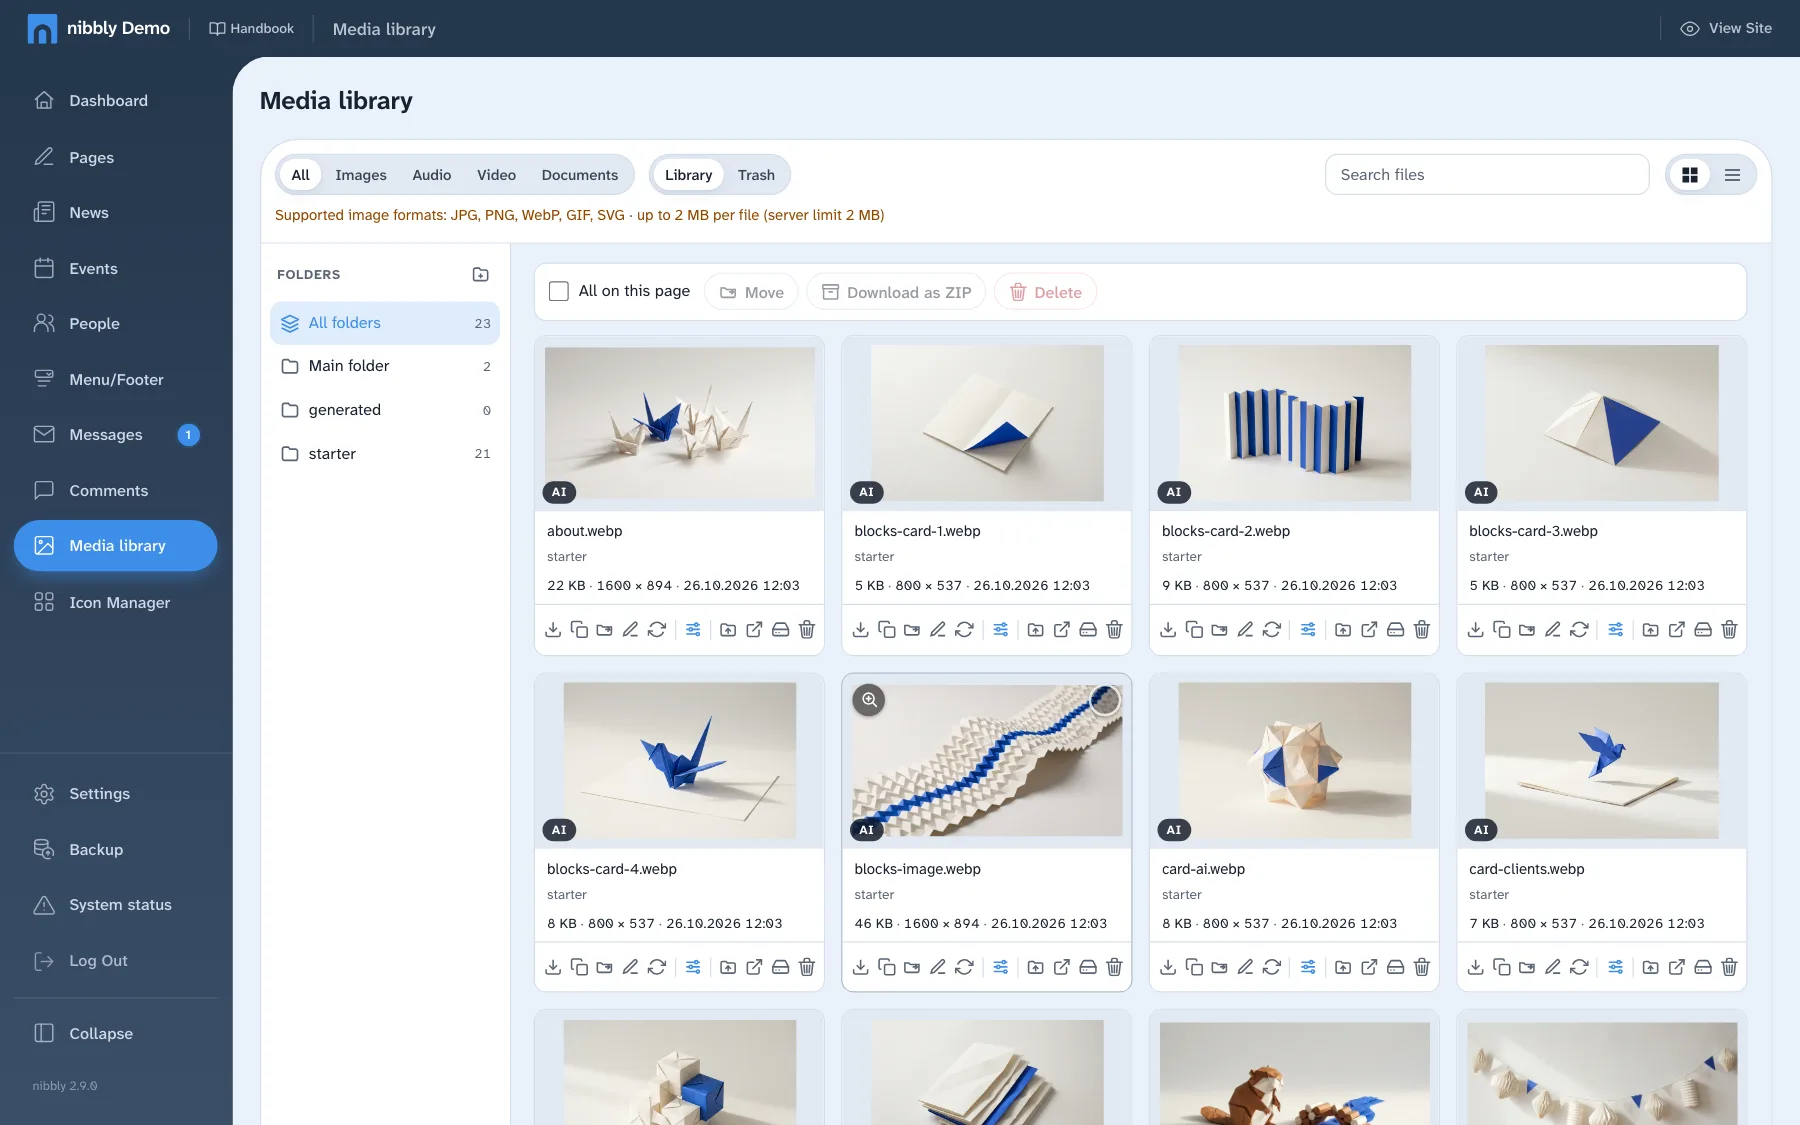 nibbly Demo
Handbook
Media library
View Site
Dashboard
Pages
News
Events
People
Menu/Footer
Messages
1
Comments
Media library
Icon Manager
Settings
Backup
System status
Log Out
Collapse
nibbly 2.9.0
Media library
All
Images
Audio
Video
Documents
Library
Trash
Search files
Supported image formats: JPG, PNG, WebP, GIF, SVG · up to 2 MB per file (server limit 2 MB)
FOLDERS
All folders
23
Main folder
2
generated
0
starter
21
All on this page
Move
Download as ZIP
Delete
AI
about.webp
starter
22 KB · 1600 × 894 · 26.10.2026 12:03
AI
blocks-card-1.webp
starter
5 KB · 800 × 537 · 26.10.2026 12:03
AI
blocks-card-2.webp
starter
9 KB · 800 × 537 · 26.10.2026 12:03
AI
blocks-card-3.webp
starter
5 KB · 800 × 537 · 26.10.2026 12:03
AI
blocks-card-4.webp
starter
8 KB · 800 × 537 · 26.10.2026 12:03
AI
blocks-image.webp
starter
46 KB · 1600 × 894 · 26.10.2026 12:03
AI
card-ai.webp
starter
8 KB · 800 × 537 · 26.10.2026 12:03
AI
card-clients.webp
starter
7 KB · 800 × 537 · 26.10.2026 12:03